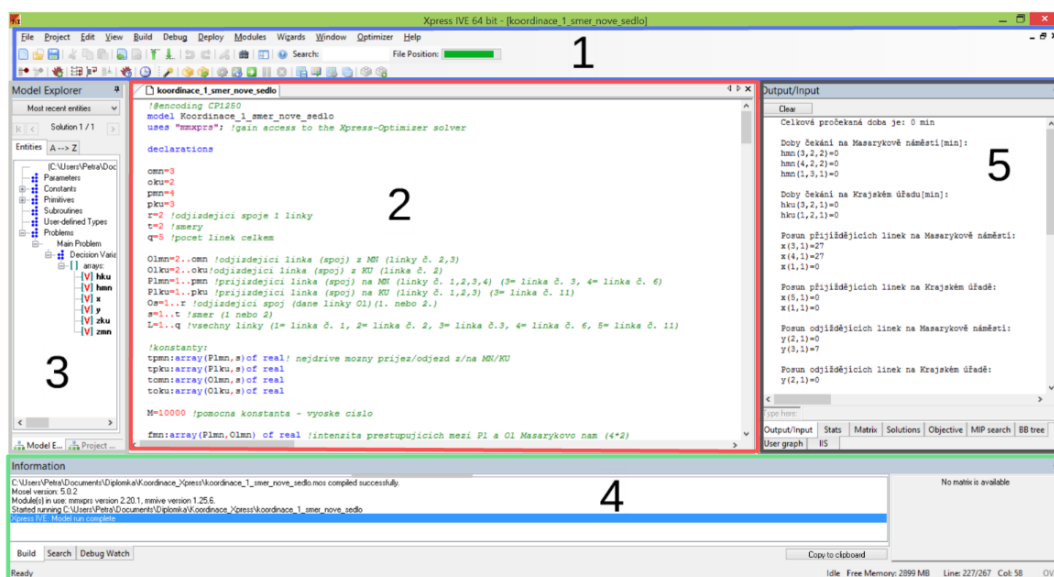 Xpress IVE 64 bit - [koordinace_1_smer_nove_sedlo]
File Project Edit View Build Debug Deploy Modules Wizards Window Optimizer Help
Search: File Position:
1
Model Explorer
Most recent entities
Solution 1 / 1
Entities A --> Z
(C:\Users\Petra\Doc
Parameters
Constants
Primitives
Subroutines
User-defined Types
Problems
Main Problem
Decision Varia
[ ] arrays:
[V] hku
[V] hmn
[V] x
[V] y
[V] zku
[V] zmn
3
Model E... Project ...
koordinace_1_smer_nove_sedlo
!@encoding CP1250
model Koordinace_1_smer_nove_sedlo
uses "mmxprs"; !gain access to the Xpress-Optimizer solver
declarations
omn=3
oku=2
pmn=4
pku=3
r=2 !odjizdejici spoje 1 linky
t=2 !smery
q=5 !pocet linek celkem
Olmn=2..omn !odjizdejici linka (spoj) z MN (linky č. 2,3)
Olku=2..oku!odjizdejici linka (spoj) z KU (linka č. 2)
Plmn=1..pmn !prijizdejici linka (spoj) na MN (linky č. 1,2,3,4) (3= linka č. 3, 4= linka č. 6)
Plku=1..pku !prijizdejici linka (spoj) na KU (linky č. 1,2,3) (3= linka č. 11)
Os=1..r !odjizdejici spoj (dane linky Ol)(1. nebo 2.)
s=1..t !smer (1 nebo 2)
L=1..q !vsechny linky (1= linka č. 1, 2= linka č. 2, 3= linka č.3, 4= linka č. 6, 5= linka č. 11)
!konstanty:
tpmn:array(Plmn,s)of real! nejdrive mozny prijez/odjezd z/na MN/KU
tpku:array(Plku,s)of real
tomn:array(Olmn,s)of real
toku:array(Olku,s)of real
M=10000 !pomocna konstanta - vyoske cislo
fmn:array(Plmn,Olmn) of real !intenzita prestupujicich mezi Pl a Ol Masarykovo nam (4*2)
2
Output/Input
Clear
Celková pročekaná doba je: 0 min
Doby čekání na Masarykově náměstí[min]:
hmn(3,2,2)=0
hmn(4,2,2)=0
hmn(1,3,1)=0
Doby čekání na Krajském úřadu[min]:
hku(3,2,1)=0
hku(1,2,1)=0
Posun přijíždějících linek na Masarykově náměstí:
x(3,1)=27
x(4,1)=27
x(1,1)=0
Posun přijíždějících linek na Krajském úřadě:
x(5,1)=0
x(1,1)=0
Posun odjíždějících linek na Masarykově náměstí:
y(2,1)=0
y(3,1)=7
Posun odjíždějících linek na Krajském úřadě:
y(2,1)=0
5
Type here:
Output/Input Stats Matrix Solutions Objective MIP search BB tree
User graph IIS
Information
C:\Users\Petra\Documents\Diplomka\Koordinace_Xpress\koordinace_1_smer_nove_sedlo.mos compiled successfully.
Mosel version: 5.0.2
Module(s) in use: mmxprs version 2.20.1, mmive version 1.25.6.
Started running C:\Users\Petra\Documents\Diplomka\Koordinace_Xpress\koordinace_1_smer_nove_sedlo
Xpress IVE: Model run complete
4
No matrix is available
Build Search Debug Watch
Copy to clipboard
Ready
Idle Free Memory: 2899 MB Line: 227/267 Col: 58 OV